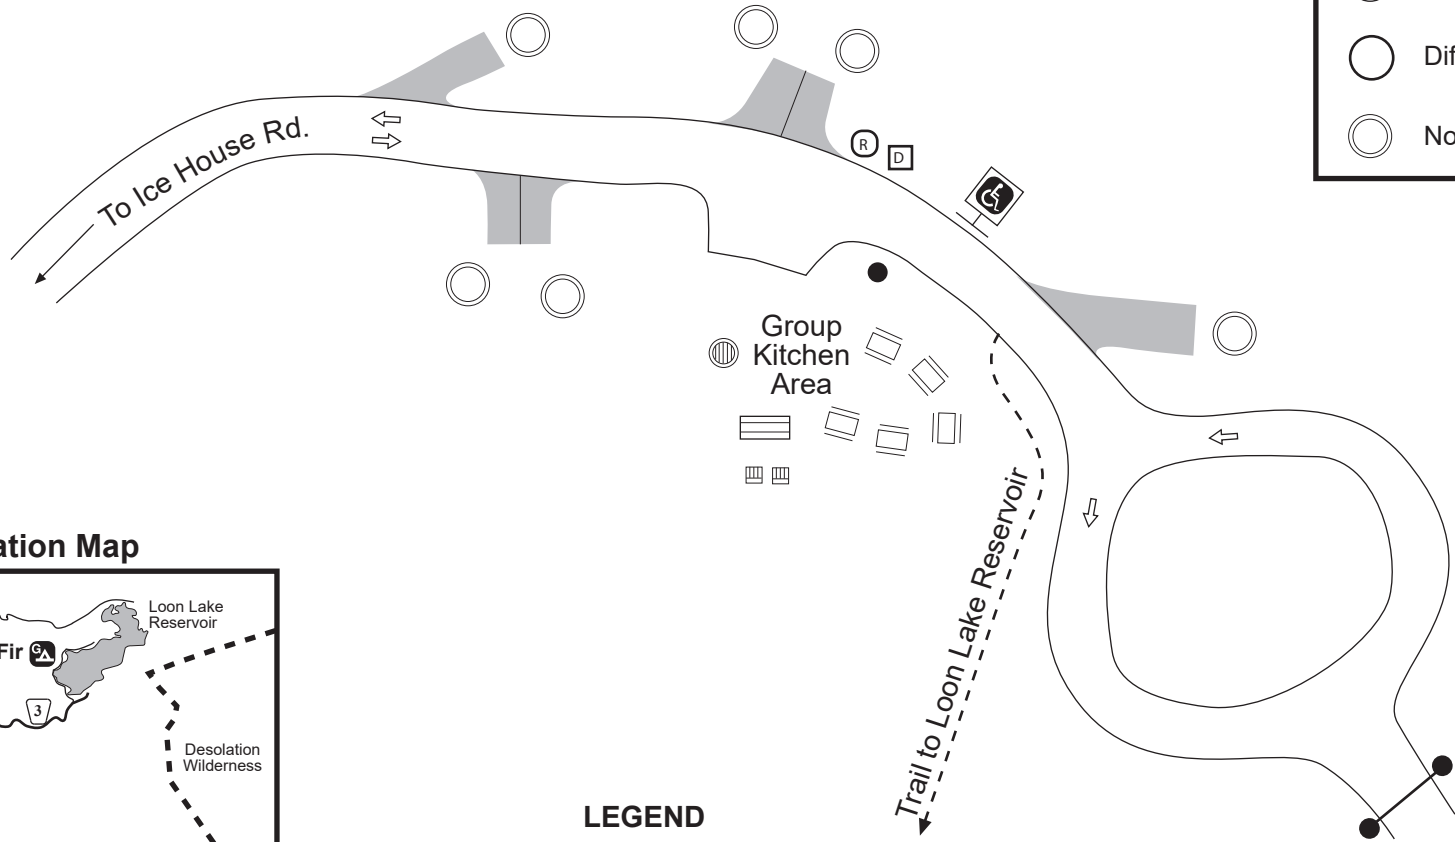 Dif
No
To Ice House Rd.
R
D
Group
Kitchen
Area
Trail to Loon Lake Reservoir
ation Map
Loon Lake
Reservoir
Fir
G
3
Desolation
Wilderness
LEGEND